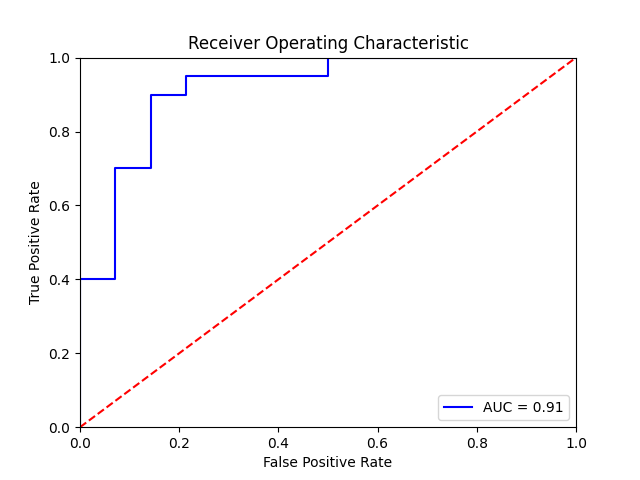 Receiver Operating Characteristic
True Positive Rate
1.0
0.8
0.6
0.4
0.2
0.0
AUC = 0.91
0.0 0.2 0.4 0.6 0.8 1.0
False Positive Rate